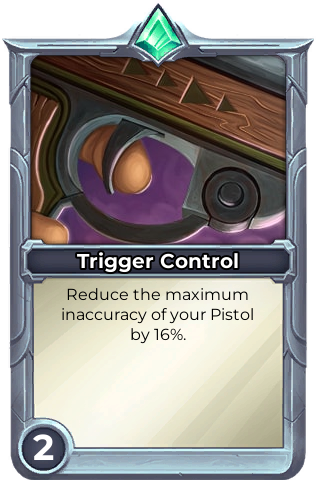 Trigger Control
Reduce the maximum
inaccuracy of your Pistol
by 16%.
2